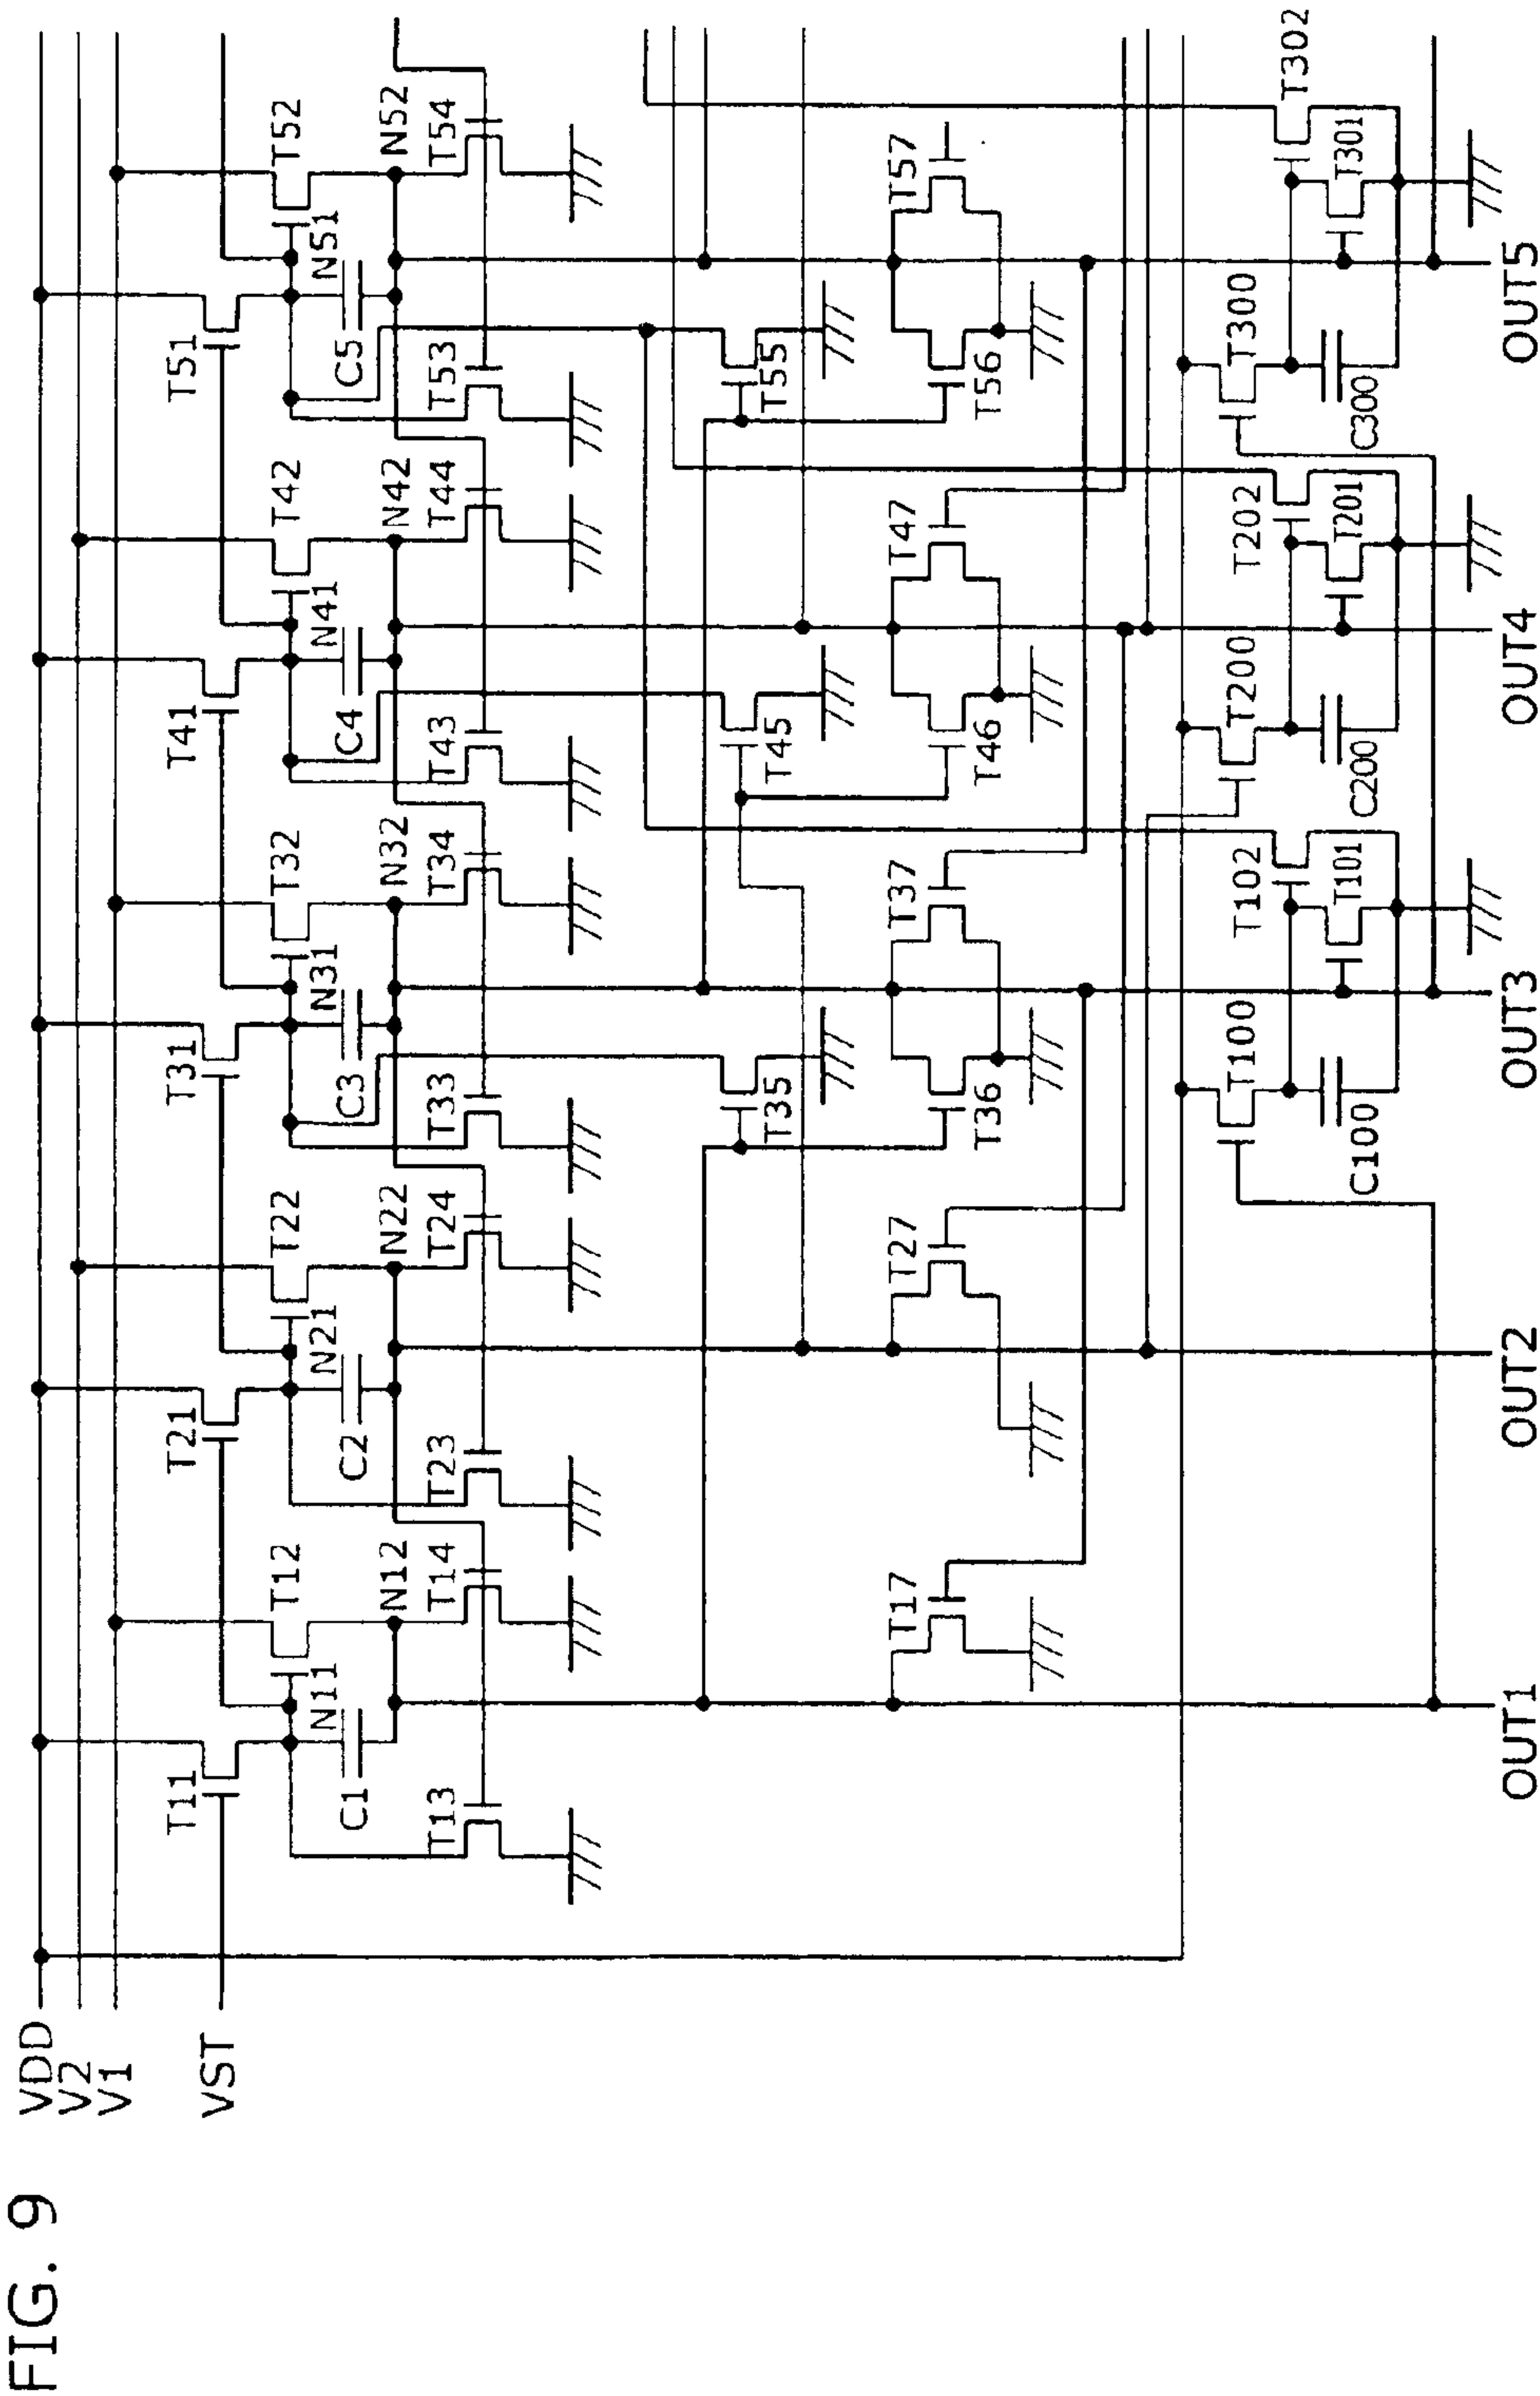 FIG. 9
VDD
V2
V1
VST
T11
T21
T31
T41
T51
T12
T22
T32
T42
T52
N11
N21
N31
N41
N51
C1
C2
C3
C4
C5
N12
N22
N32
N42
N52
T13
T14
T23
T24
T33
T34
T43
T44
T53
T54
T35
T45
T55
T17
T27
T36
T37
T46
T47
T56
T57
T100
T102
T200
T202
T300
T302
C100
T101
C200
T201
C300
T301
OUT1
OUT2
OUT3
OUT4
OUT5